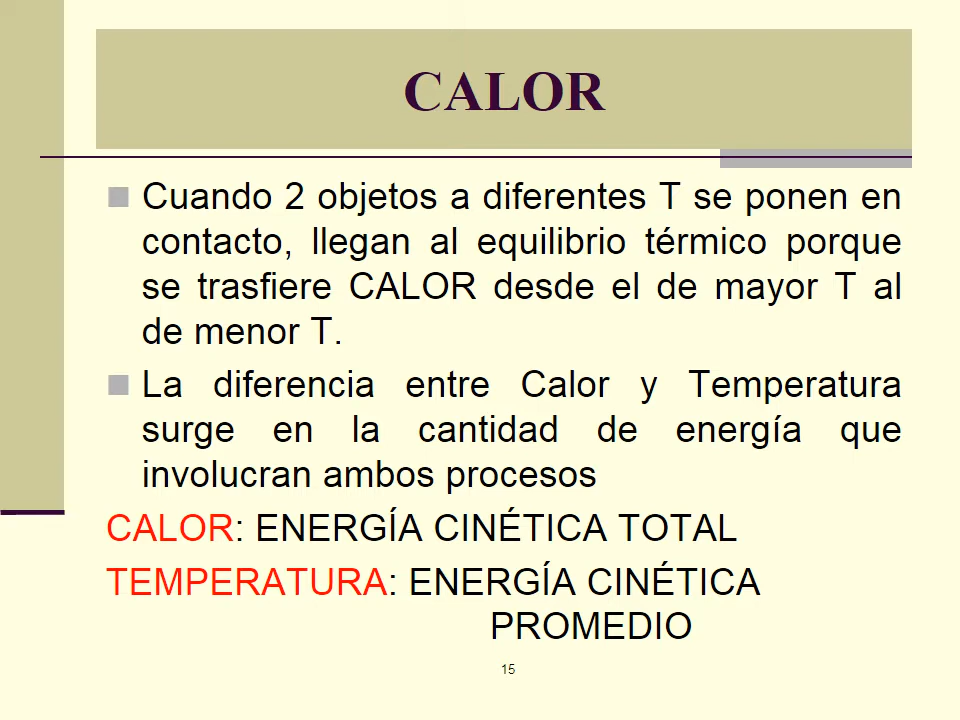 CALOR
Cuando 2 objetos a diferentes T se ponen en
contacto, llegan al equilibrio térmico porque
se trasfiere CALOR desde el de mayor T al
de menor T.
La diferencia entre Calor y Temperatura
surge en la cantidad de energía que
involucran ambos procesos
CALOR: ENERGÍA CINÉTICA TOTAL
TEMPERATURA: ENERGÍA CINÉTICA
PROMEDIO
15